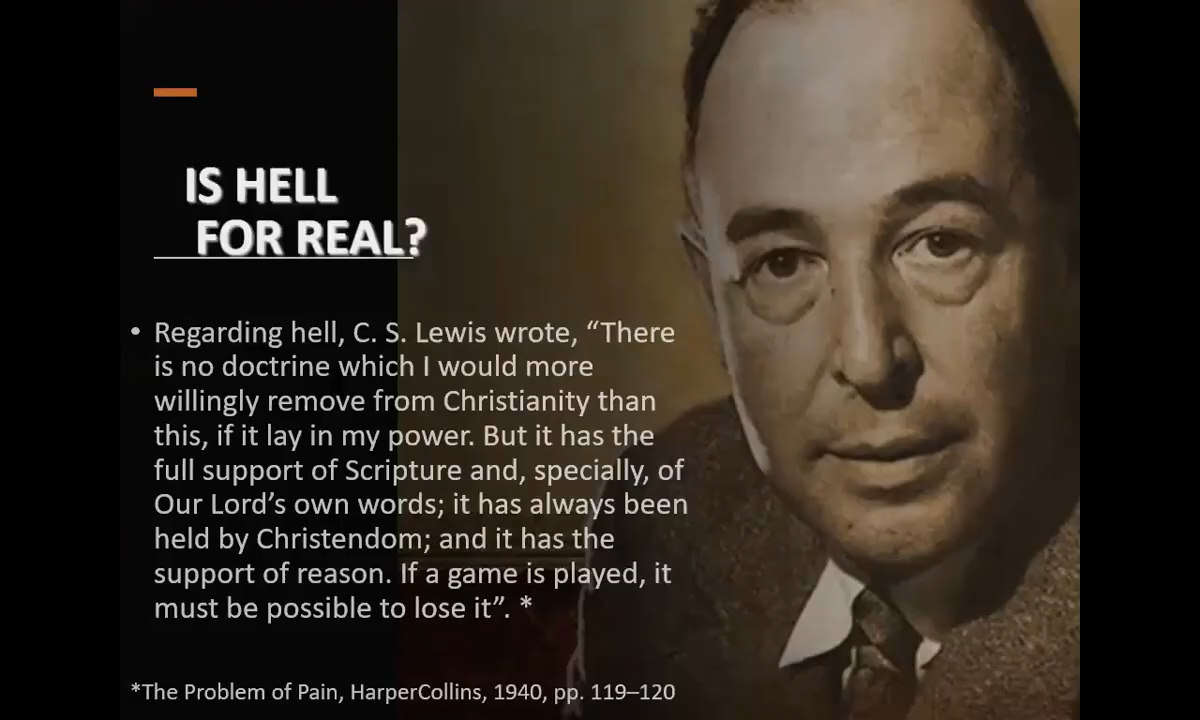 IS HELL
FOR REAL?
• Regarding hell, C. S. Lewis wrote, “There
is no doctrine which I would more
willingly remove from Christianity than
this, if it lay in my power. But it has the
full support of Scripture and, specially, of
Our Lord’s own words; it has always been
held by Christendom; and it has the
support of reason. If a game is played, it
must be possible to lose it”. *
*The Problem of Pain, HarperCollins, 1940, pp. 119–120